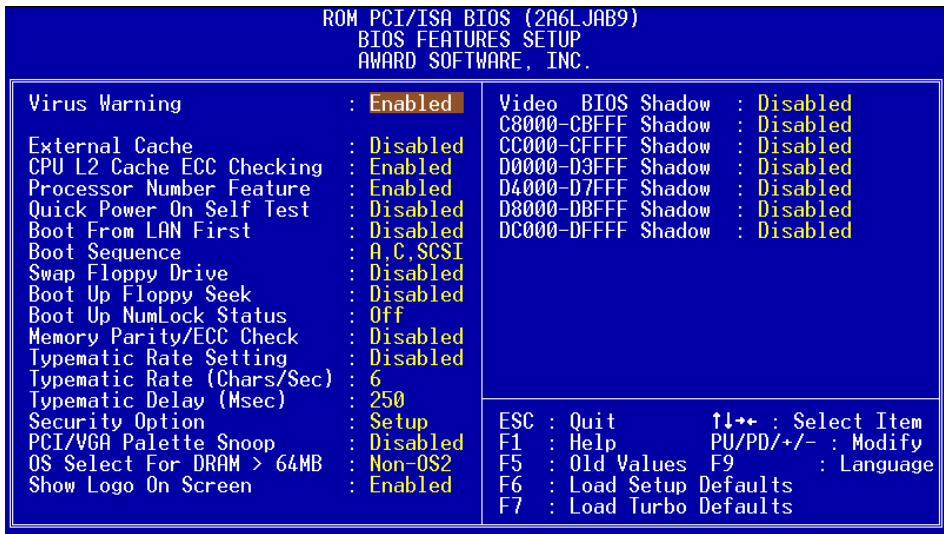 ROM PCI/ISA BIOS (2A6LJAB9)
BIOS FEATURES SETUP
AWARD SOFTWARE, INC.
Virus Warning : Enabled
External Cache : Disabled
CPU L2 Cache ECC Checking : Enabled
Processor Number Feature : Enabled
Quick Power On Self Test : Disabled
Boot From LAN First : Disabled
Boot Sequence : A,C,SCSI
Swap Floppy Drive : Disabled
Boot Up Floppy Seek : Disabled
Boot Up NumLock Status : Off
Memory Parity/ECC Check : Disabled
Typematic Rate Setting : Disabled
Typematic Rate (Chars/Sec) : 6
Typematic Delay (Msec) : 250
Security Option : Setup
PCI/VGA Palette Snoop : Disabled
OS Select For DRAM > 64MB : Non-OS2
Show Logo On Screen : Enabled
Video BIOS Shadow : Disabled
C8000-CBFFF Shadow : Disabled
CC000-CFFFF Shadow : Disabled
D0000-D3FFF Shadow : Disabled
D4000-D7FFF Shadow : Disabled
D8000-DBFFF Shadow : Disabled
DC000-DFFFF Shadow : Disabled
ESC : Quit ↑↓→← : Select Item
F1 : Help PU/PD/+/- : Modify
F5 : Old Values F9 : Language
F6 : Load Setup Defaults
F7 : Load Turbo Defaults